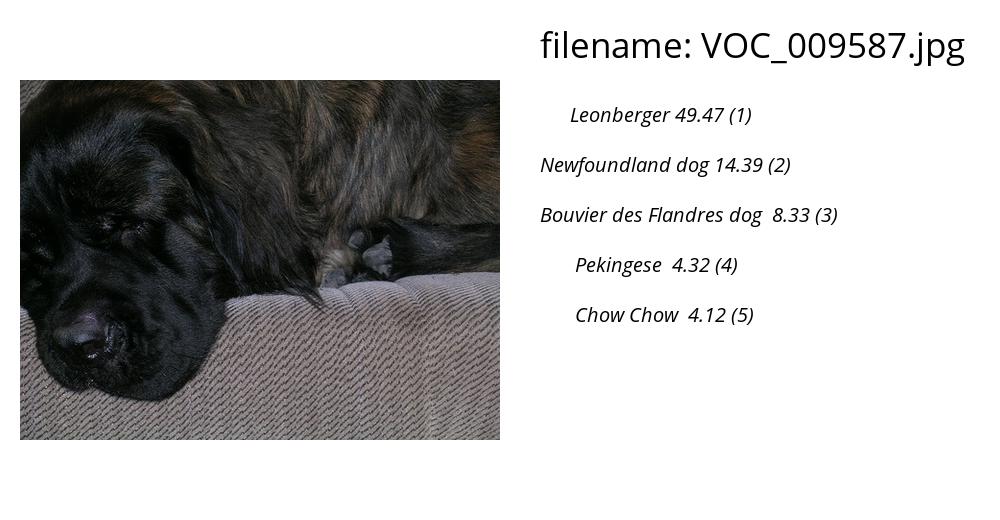 filename: VOC_009587.jpg
Leonberger 49.47 (1)
Newfoundland dog 14.39 (2)
Bouvier des Flandres dog 8.33 (3)
Pekingese 4.32 (4)
Chow Chow 4.12 (5)